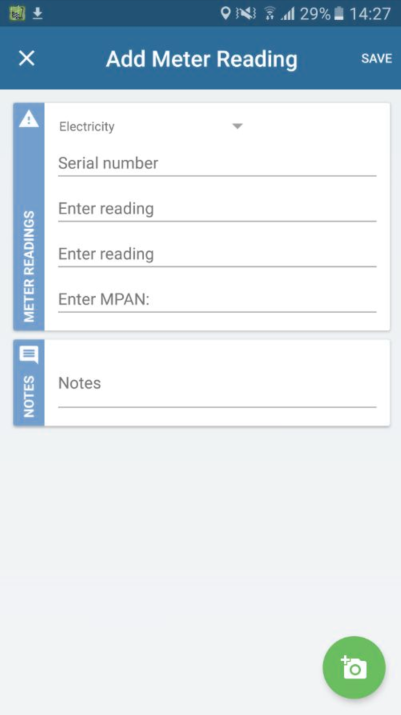 29% 14:27
Add Meter Reading
SAVE
METER READINGS
Electricity
Serial number
Enter reading
Enter reading
Enter MPAN:
NOTES
Notes